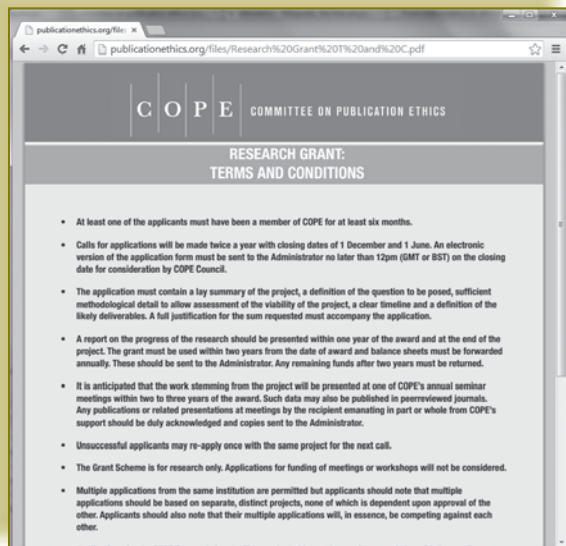 publicationethics.org/file
publicationethics.org/files/Research%20Grant%20T%20and%20C.pdf
COPE COMMITTEE ON PUBLICATION ETHICS
RESEARCH GRANT:
TERMS AND CONDITIONS
• At least one of the applicants must have been a member of COPE for at least six months.
• Calls for applications will be made twice a year with closing dates of 1 December and 1 June. An electronic
version of the application form must be sent to the Administrator no later than 12pm (GMT or BST) on the closing
date for consideration by COPE Council.
• The application must contain a lay summary of the project, a definition of the question to be posed, sufficient
methodological detail to allow assessment of the viability of the project, a clear timeline and a definition of the
likely deliverables. A full justification for the sum requested must accompany the application.
• A report on the progress of the research should be presented within one year of the award and at the end of the
project. The grant must be used within two years from the date of award and balance sheets must be forwarded
annually. These should be sent to the Administrator. Any remaining funds after two years must be returned.
• It is anticipated that the work stemming from the project will be presented at one of COPE's annual seminar
meetings within two to three years of the award. Such data may also be published in peerreviewed journals.
Any publications or related presentations at meetings by the recipient emanating in part or whole from COPE's
support should be duly acknowledged and copies sent to the Administrator.
• Unsuccessful applicants may re-apply once with the same project for the next call.
• The Grant Scheme is for research only. Applications for funding of meetings or workshops will not be considered.
• Multiple applications from the same institution are permitted but applicants should note that multiple
applications should be based on separate, distinct projects, none of which is dependent upon approval of the
other. Applicants should also note that their multiple applications will, in essence, be competing against each
other.